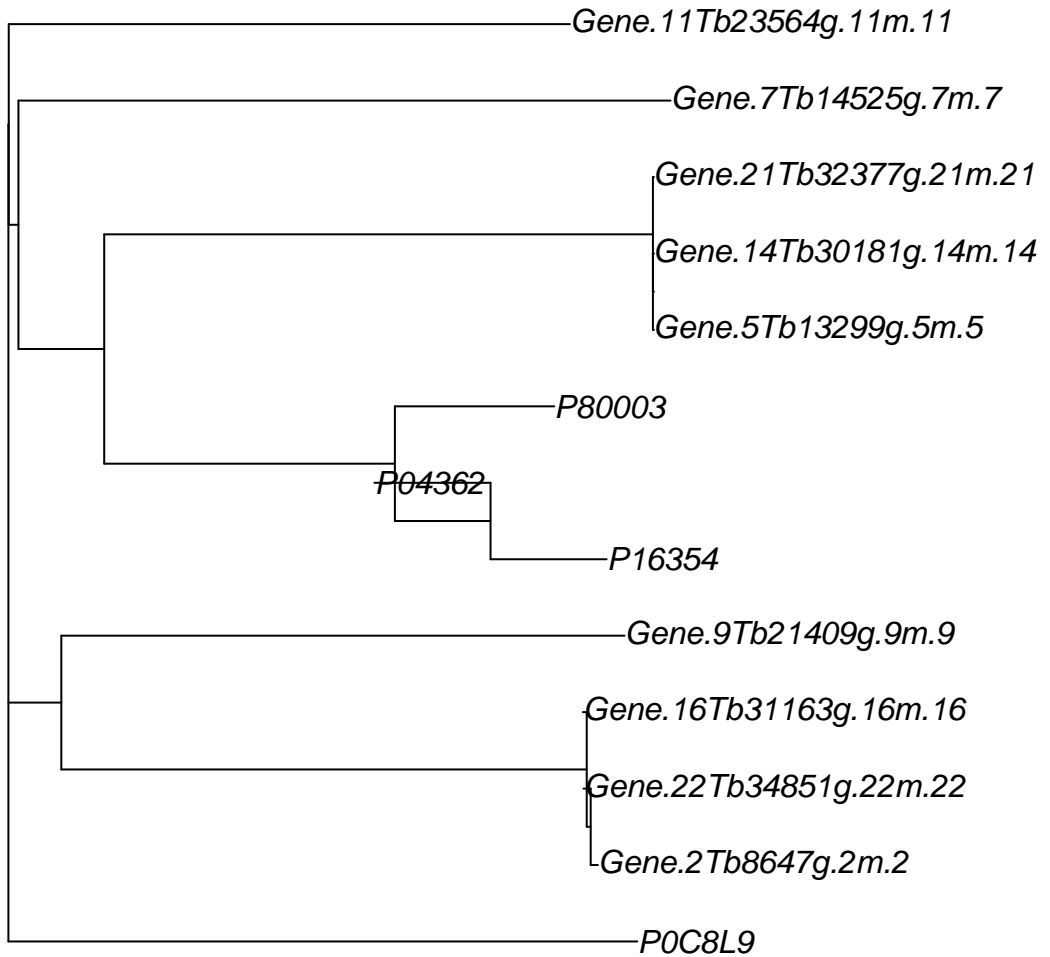 Gene.11Tb23564g.11m.11
Gene.7Tb14525g.7m.7
Gene.21Tb32377g.21m.21
Gene.14Tb30181g.14m.14
Gene.5Tb13299g.5m.5
P80003
P04362
P16354
Gene.9Tb21409g.9m.9
Gene.16Tb31163g.16m.16
Gene.22Tb34851g.22m.22
Gene.2Tb8647g.2m.2
P0C8L9